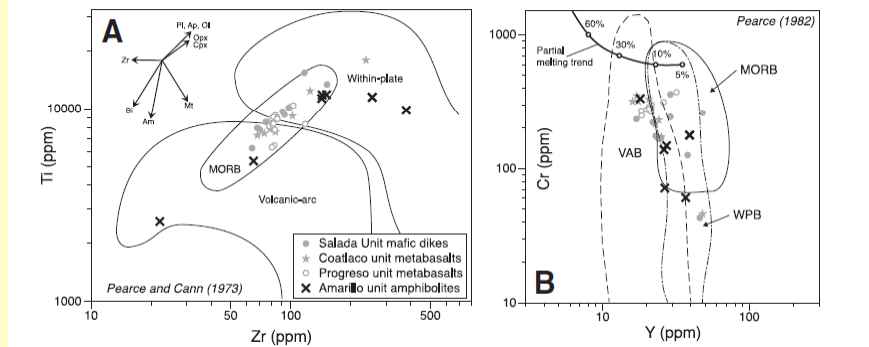 A
Pl, Ap, Ol
Opx
Cpx
Zr
Bi
Am
Mt
Within-plate
MORB
Volcanic-arc
Salada Unit mafic dikes
Coatlaco unit metabasalts
Progreso unit metabasalts
Amarillo unit amphibolites
Pearce and Cann (1973)
10000
1000
Ti (ppm)
10
50
100
500
Zr (ppm)
Pearce (1982)
60%
30%
10%
5%
Partial
melting trend
MORB
VAB
WPB
B
1000
100
10
Cr (ppm)
10
100
Y (ppm)